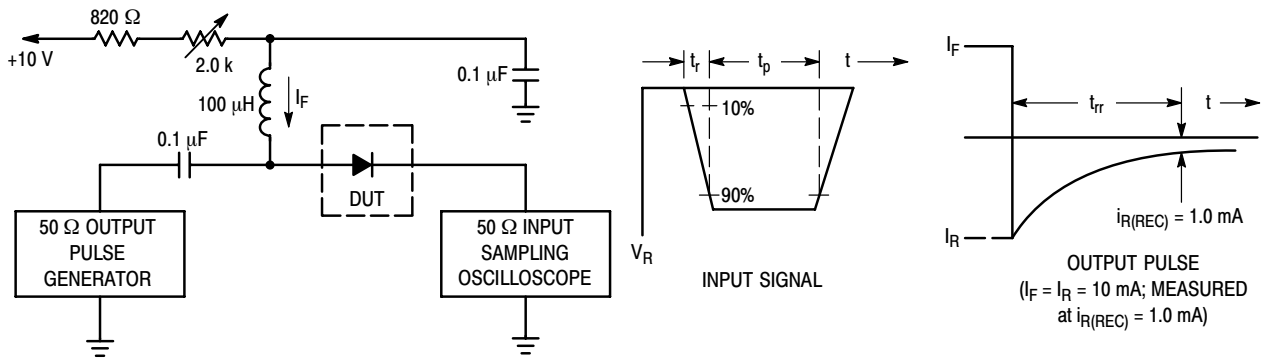 820 Ω
+10 V
2.0 k
100 μH
I_F
0.1 μF
0.1 μF
DUT
50 Ω OUTPUT
PULSE
GENERATOR
50 Ω INPUT
SAMPLING
OSCILLOSCOPE
t_r
t_p
t
10%
90%
V_R
INPUT SIGNAL
I_F
t_rr
t
I_R
i_R(REC) = 1.0 mA
OUTPUT PULSE
(I_F = I_R = 10 mA; MEASURED
at i_R(REC) = 1.0 mA)